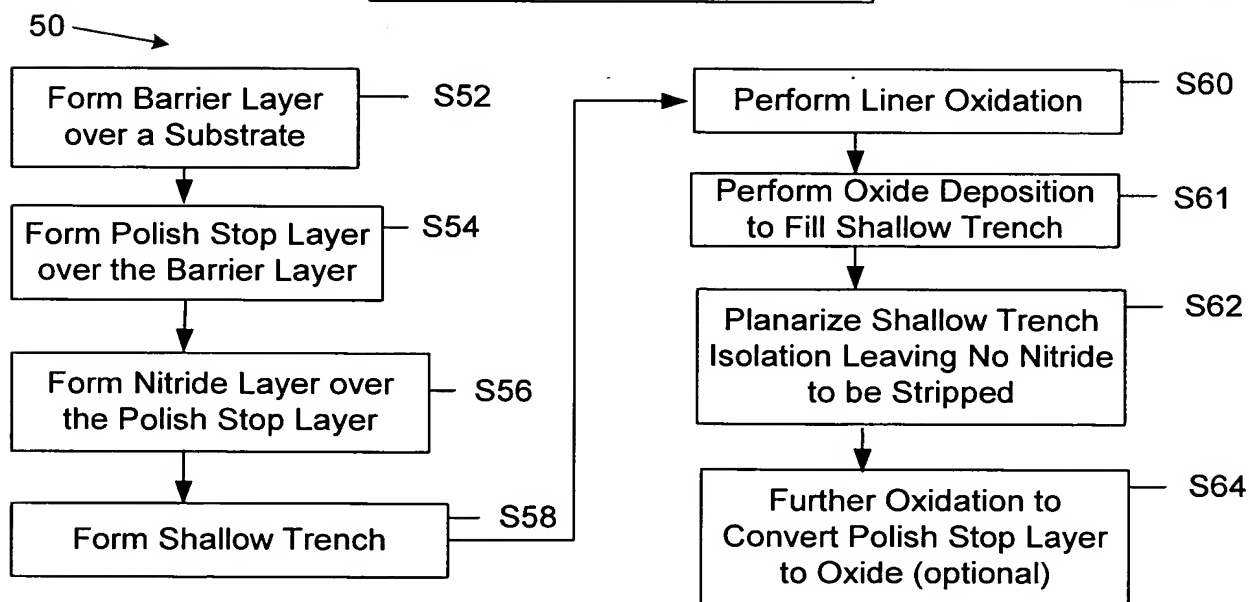 50
Form Barrier Layer
over a Substrate
S52
Form Polish Stop Layer
over the Barrier Layer
S54
Form Nitride Layer over
the Polish Stop Layer
S56
Form Shallow Trench
S58
Perform Liner Oxidation
S60
Perform Oxide Deposition
to Fill Shallow Trench
S61
Planarize Shallow Trench
Isolation Leaving No Nitride
to be Stripped
S62
Further Oxidation to
Convert Polish Stop Layer
to Oxide (optional)
S64